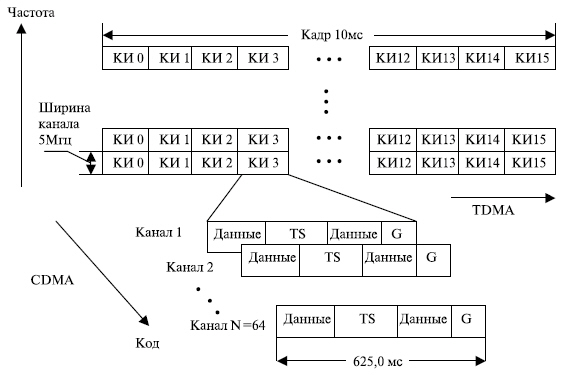 Частота
Кадр 10мс
КИ 0 КИ 1 КИ 2 КИ 3 КИ12 КИ13 КИ14 КИ15
Ширина
канала
5Мгц
КИ 0 КИ 1 КИ 2 КИ 3 КИ12 КИ13 КИ14 КИ15
КИ 0 КИ 1 КИ 2 КИ 3 КИ12 КИ13 КИ14 КИ15
TDMA
Канал 1 Данные TS Данные G
Канал 2 Данные TS Данные G
CDMA
Канал N=64 Данные TS Данные G
Код
625,0 мс